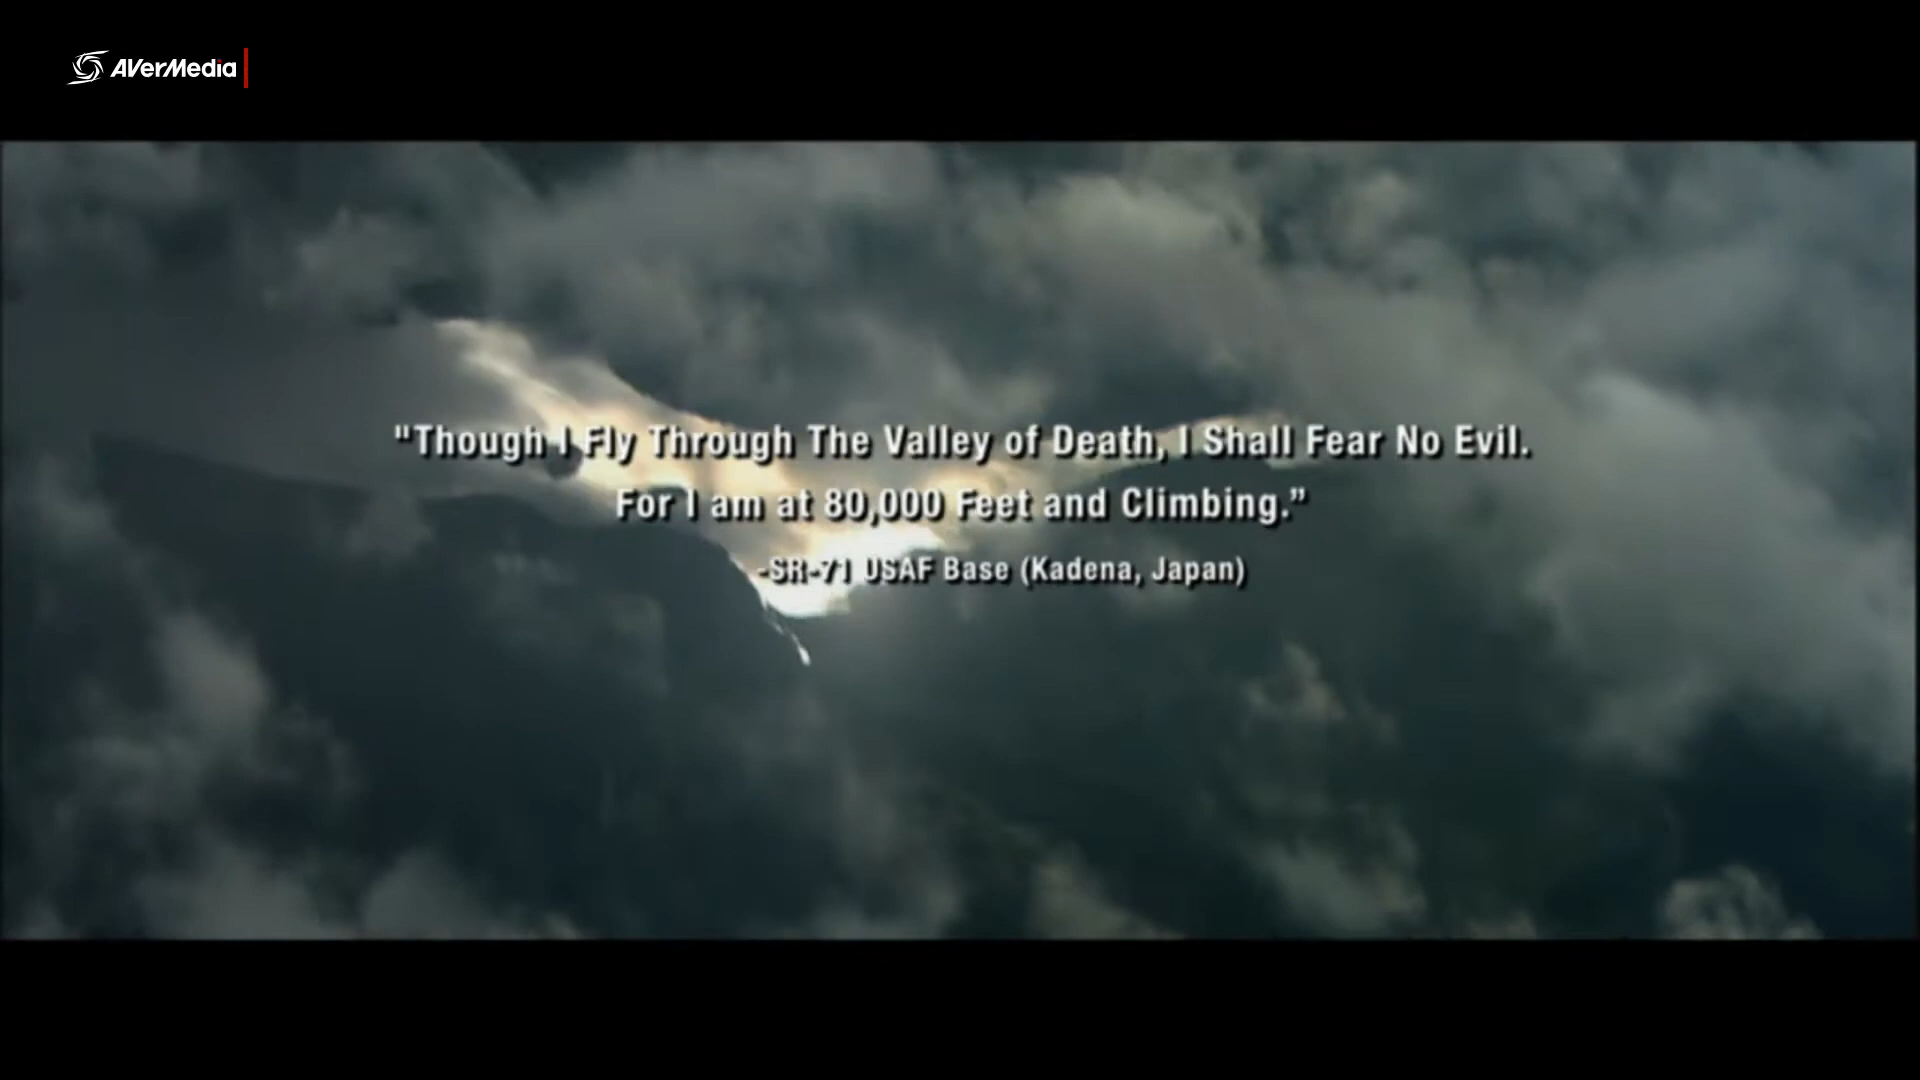 AVerMedia
"Though I Fly Through The Valley of Death, I Shall Fear No Evil.
For I am at 80,000 Feet and Climbing.”
-SR-71 USAF Base (Kadena, Japan)